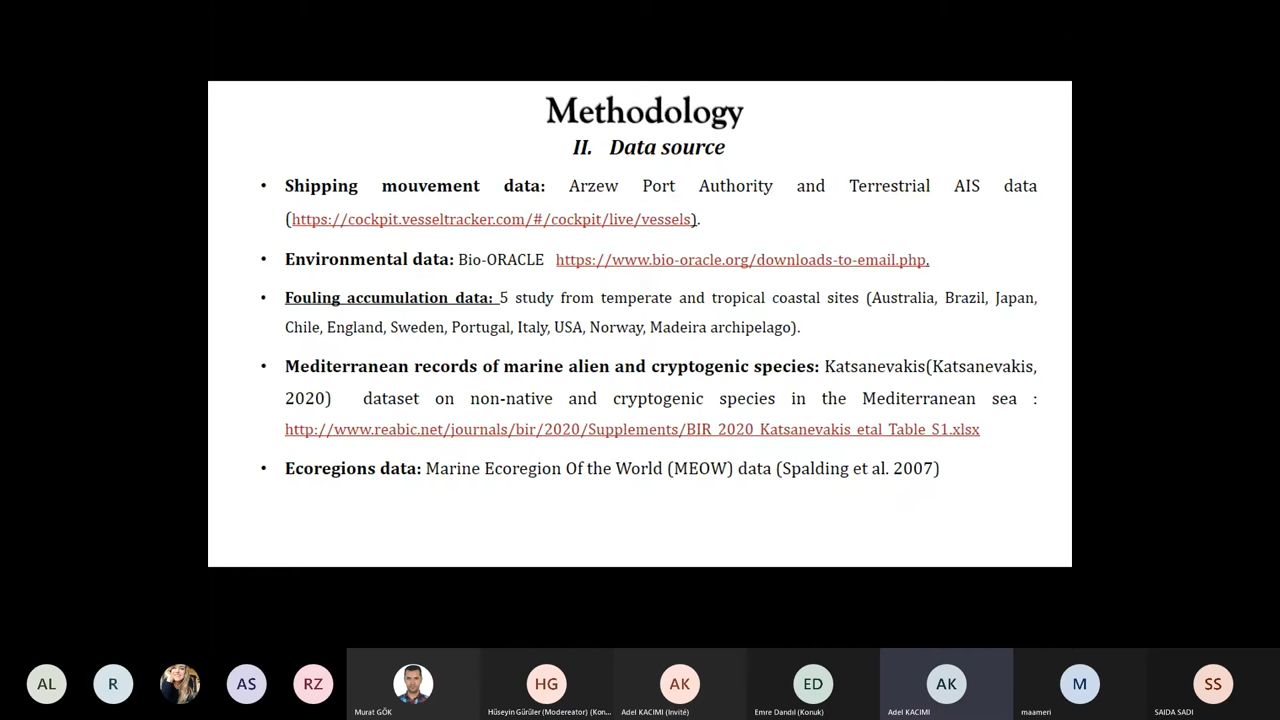 Methodology
II. Data source
• Shipping mouvement data: Arzew Port Authority and Terrestrial AIS data
(https://cockpit.vesseltracker.com/#/cockpit/live/vessels).
• Environmental data: Bio-ORACLE https://www.bio-oracle.org/downloads-to-email.php.
• Fouling accumulation data: 5 study from temperate and tropical coastal sites (Australia, Brazil, Japan,
Chile, England, Sweden, Portugal, Italy, USA, Norway, Madeira archipelago).
• Mediterranean records of marine alien and cryptogenic species: Katsanevakis(Katsanevakis,
2020) dataset on non-native and cryptogenic species in the Mediterranean sea :
http://www.reabic.net/journals/bir/2020/Supplements/BIR_2020_Katsanevakis_etal_Table_S1.xlsx
• Ecoregions data: Marine Ecoregion Of the World (MEOW) data (Spalding et al. 2007)
AL R AS RZ HG AK ED AK M SS
Murat GÖK Hüseyin Gürüler (Modereator) (Kon... Adel KACIMI (Invité) Emre Dandıl (Konuk) Adel KACIMI maameri SAIDA SADI